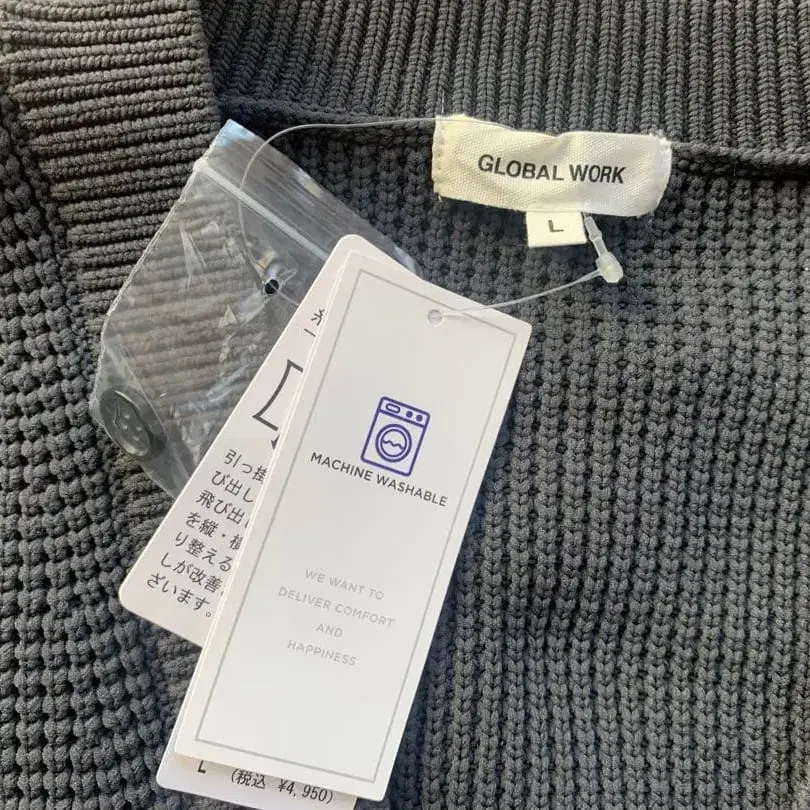 GLOBAL WORK
L
MACHINE WASHABLE
WE WANT TO
DELIVER COMFORT
AND
HAPPINESS
引っ掛
び出し
飛び出
を縦・横
り整える
しが改善
ざいます。
L
(税込 ¥4,950)